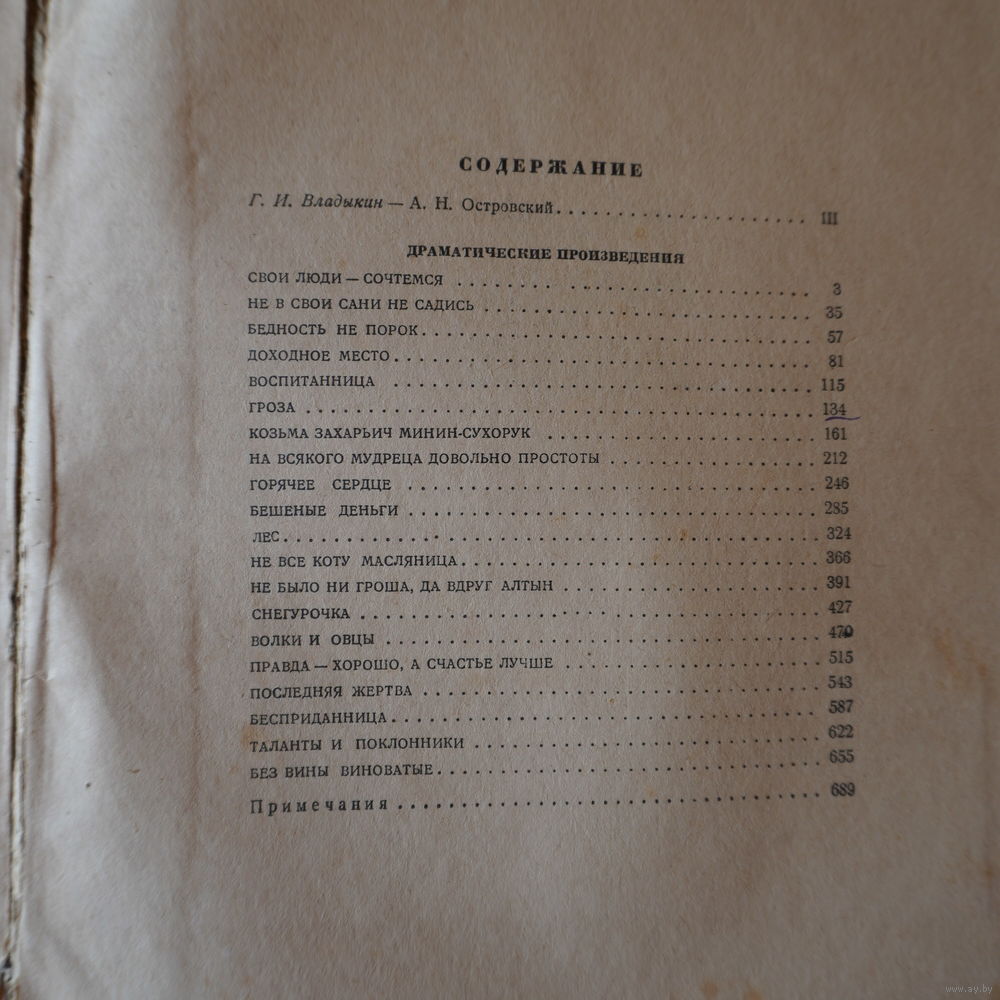 СОДЕРЖАНИЕ
Г. И. Владыкин — А. Н. Островский. . . . . . . . . . . . . . . . . . . . III
ДРАМАТИЧЕСКИЕ ПРОИЗВЕДЕНИЯ
СВОИ ЛЮДИ — СОЧТЕМСЯ . . . . . . . . . . . . . . . . . . . . . . . . . . 3
НЕ В СВОИ САНИ НЕ САДИСЬ . . . . . . . . . . . . . . . . . . . . . . . . 35
БЕДНОСТЬ НЕ ПОРОК. . . . . . . . . . . . . . . . . . . . . . . . . . . . 57
ДОХОДНОЕ МЕСТО. . . . . . . . . . . . . . . . . . . . . . . . . . . . . . 81
ВОСПИТАННИЦА . . . . . . . . . . . . . . . . . . . . . . . . . . . . . . 115
ГРОЗА . . . . . . . . . . . . . . . . . . . . . . . . . . . . . . . . . . 134
КОЗЬМА ЗАХАРЬИЧ МИНИН-СУХОРУК . . . . . . . . . . . . . . . . . . . . 161
НА ВСЯКОГО МУДРЕЦА ДОВОЛЬНО ПРОСТОТЫ . . . . . . . . . . . . . . . . 212
ГОРЯЧЕЕ СЕРДЦЕ . . . . . . . . . . . . . . . . . . . . . . . . . . . . . 246
БЕШЕНЫЕ ДЕНЬГИ . . . . . . . . . . . . . . . . . . . . . . . . . . . . . 285
ЛЕС. . . . . . . . . . . . . . . . . . . . . . . . . . . . . . . . . . . . 324
НЕ ВСЕ КОТУ МАСЛЯНИЦА. . . . . . . . . . . . . . . . . . . . . . . . . . 366
НЕ БЫЛО НИ ГРОША, ДА ВДРУГ АЛТЫН . . . . . . . . . . . . . . . . . . . 391
СНЕГУРОЧКА . . . . . . . . . . . . . . . . . . . . . . . . . . . . . . . 427
ВОЛКИ И ОВЦЫ . . . . . . . . . . . . . . . . . . . . . . . . . . . . . . 470
ПРАВДА — ХОРОШО, А СЧАСТЬЕ ЛУЧШЕ . . . . . . . . . . . . . . . . . . . 515
ПОСЛЕДНЯЯ ЖЕРТВА . . . . . . . . . . . . . . . . . . . . . . . . . . . . 543
БЕСПРИДАННИЦА. . . . . . . . . . . . . . . . . . . . . . . . . . . . . . 587
ТАЛАНТЫ И ПОКЛОННИКИ . . . . . . . . . . . . . . . . . . . . . . . . . . 622
БЕЗ ВИНЫ ВИНОВАТЫЕ. . . . . . . . . . . . . . . . . . . . . . . . . . . . 655
Примечания . . . . . . . . . . . . . . . . . . . . . . . . . . . . . . . . 689
www.ay.by